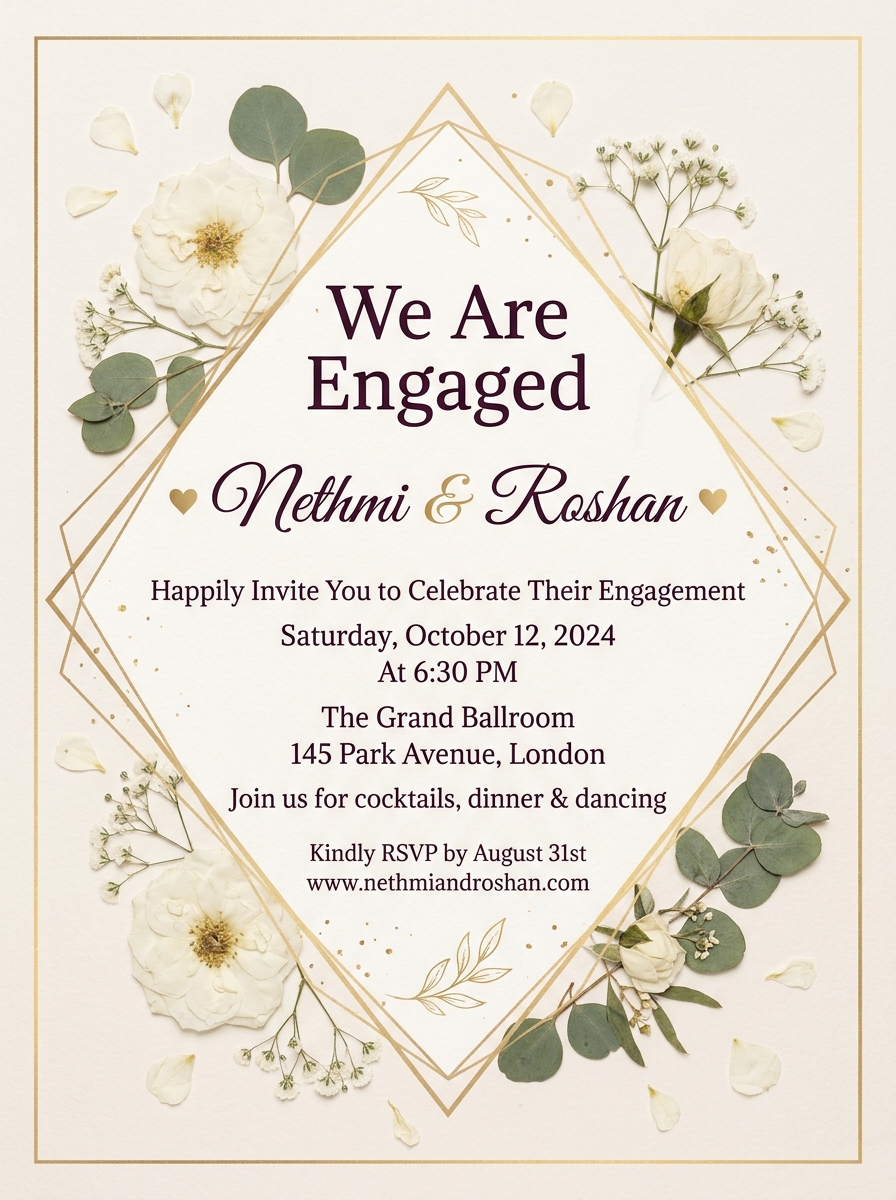 We Are
Engaged
Nethmi & Roshan
Happily Invite You to Celebrate Their Engagement
Saturday, October 12, 2024
At 6:30 PM
The Grand Ballroom
145 Park Avenue, London
Join us for cocktails, dinner & dancing
Kindly RSVP by August 31st
www.nethmiandroshan.com